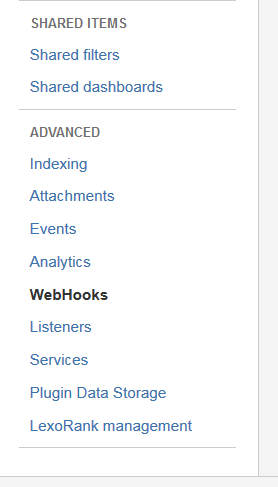 SHARED ITEMS
Shared filters
Shared dashboards
ADVANCED
Indexing
Attachments
Events
Analytics
WebHooks
Listeners
Services
Plugin Data Storage
LexoRank management